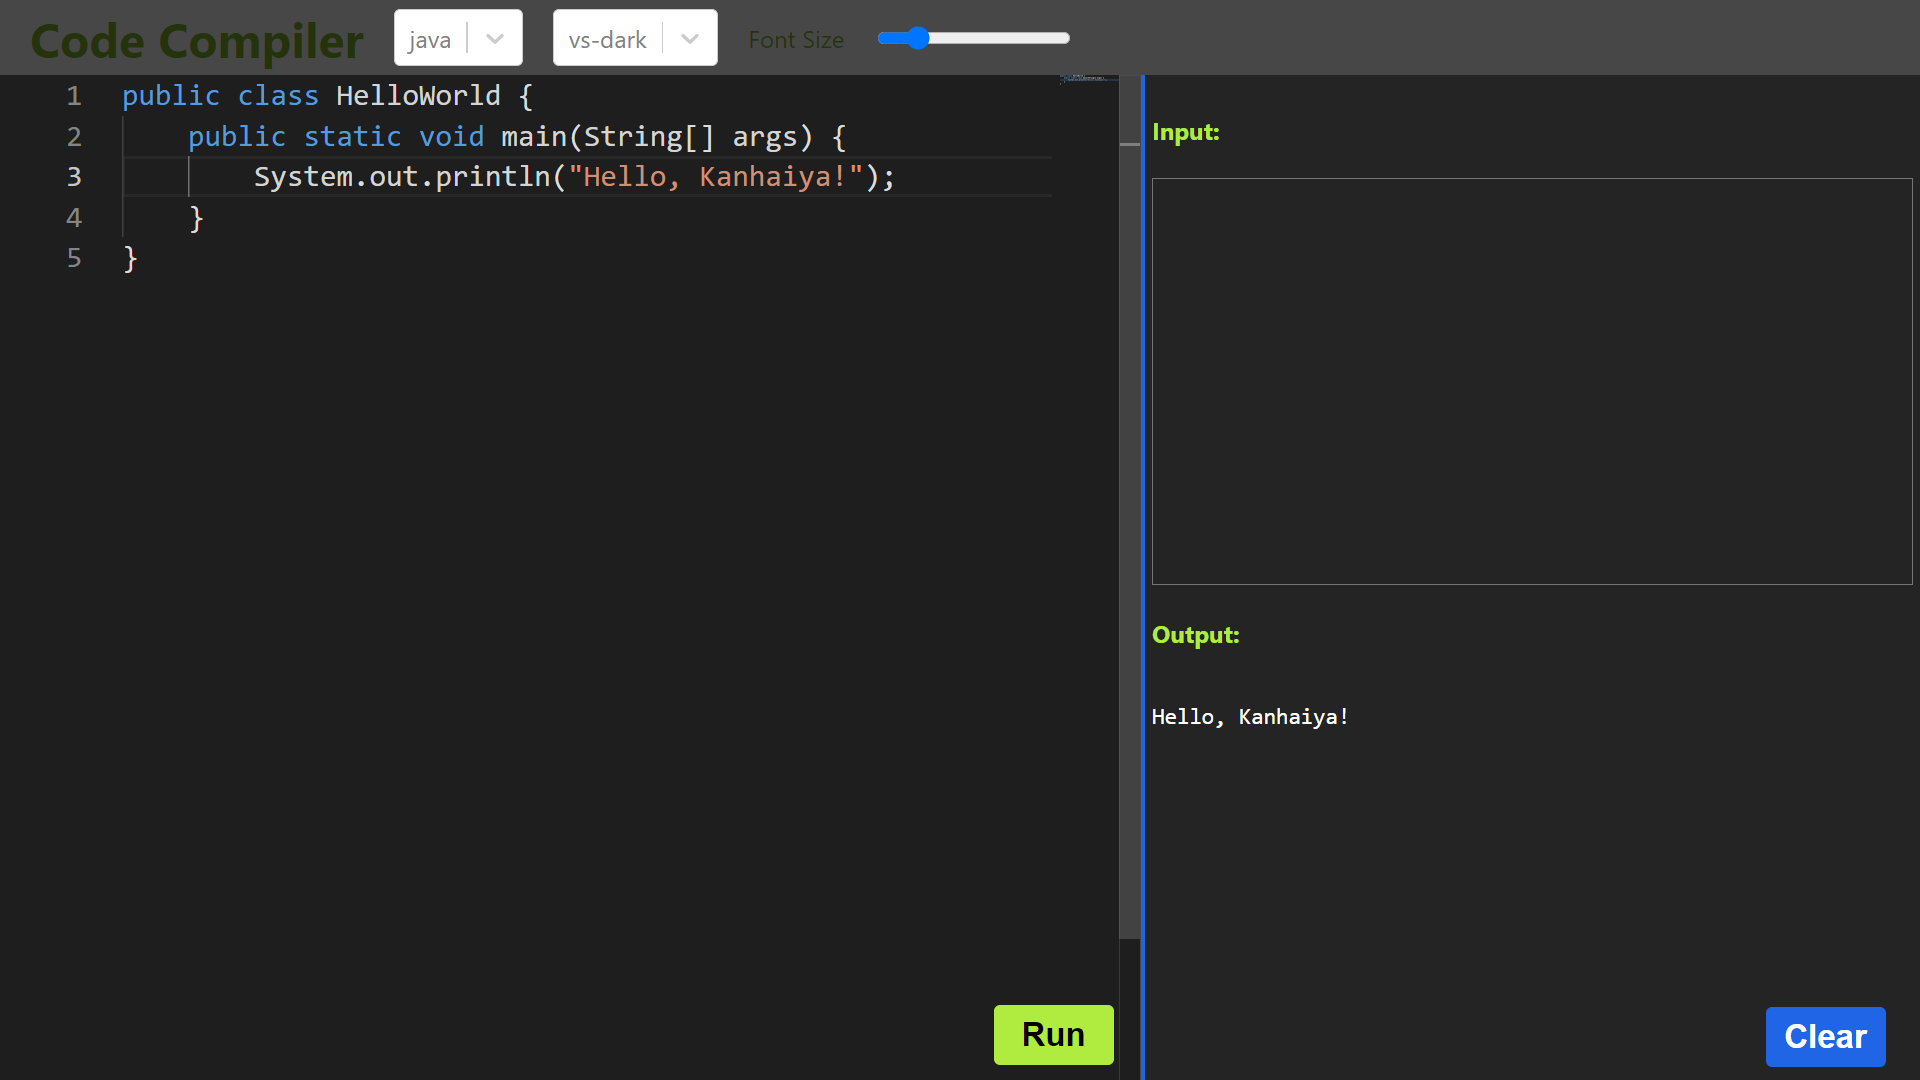 Code Compiler java vs-dark Font Size
1 public class HelloWorld {
2     public static void main(String[] args) {
3         System.out.println("Hello, Kanhaiya!");
4     }
5 }
Run
Input:
Output:
Hello, Kanhaiya!
Clear